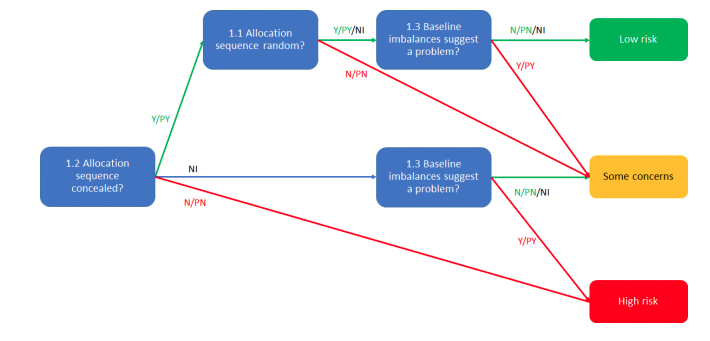 1.1 Allocation
sequence random?
Y/PY/NI
1.3 Baseline
imbalances suggest
a problem?
N/PN/NI
Low risk
N/PN
Y/PY
Y/PY
1.2 Allocation
sequence
concealed?
NI
1.3 Baseline
imbalances suggest
a problem?
N/PN/NI
Some concerns
N/PN
Y/PY
High risk